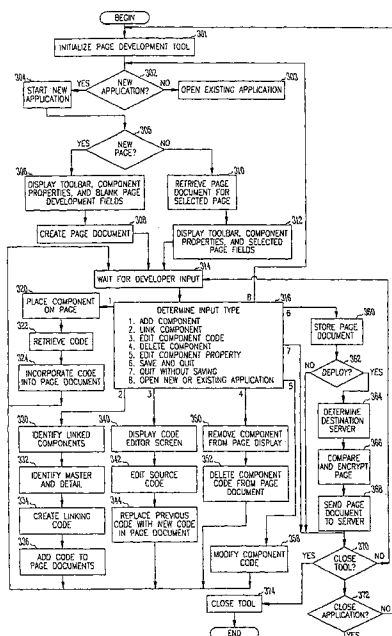 BEGIN
301
INITIALIZE PAGE DEVELOPMENT TOOL
302
NEW
APPLICATION?
YES
NO
303
OPEN EXISTING APPLICATION
304
START NEW
APPLICATION
305
NEW
PAGE?
YES
NO
306
DISPLAY TOOLBAR, COMPONENT
PROPERTIES, AND BLANK PAGE
DEVELOPMENT FIELDS
310
RETRIEVE PAGE
DOCUMENT FOR
SELECTED PAGE
308
CREATE PAGE DOCUMENT
312
DISPLAY TOOLBAR, COMPONENT
PROPERTIES, AND SELECTED
PAGE FIELDS
314
WAIT FOR DEVELOPER INPUT
316
DETERMINE INPUT TYPE
1. ADD COMPONENT
2. LINK COMPONENT
3. EDIT COMPONENT CODE
4. DELETE COMPONENT
5. EDIT COMPONENT PROPERTY
6. SAVE AND QUIT
7. QUIT WITHOUT SAVING
8. OPEN NEW OR EXISTING APPLICATION
1
8
6
7
5
2
3
4
320
PLACE COMPONENT
ON PAGE
322
RETRIEVE CODE
324
INCORPORATE CODE
INTO PAGE DOCUMENT
330
IDENTIFY LINKED
COMPONENTS
332
IDENTIFY MASTER
AND DETAIL
334
CREATE LINKING
CODE
336
ADD CODE TO
PAGE DOCUMENTS
340
DISPLAY CODE
EDITOR SCREEN
342
EDIT SOURCE
CODE
344
REPLACE PREVIOUS
CODE WITH NEW CODE
IN PAGE DOCUMENT
350
REMOVE COMPONENT
FROM PAGE DISPLAY
352
DELETE COMPONENT
CODE FROM PAGE
DOCUMENT
358
MODIFY COMPONENT
CODE
360
STORE PAGE
DOCUMENT
362
DEPLOY?
NO
YES
364
DETERMINE
DESTINATION
SERVER
366
COMPARE
AND ENCRYPT
PAGE
368
SEND PAGE
DOCUMENT TO
SERVER
370
CLOSE
TOOL?
YES
NO
372
CLOSE
APPLICATION?
NO
YES
374
CLOSE TOOL
END